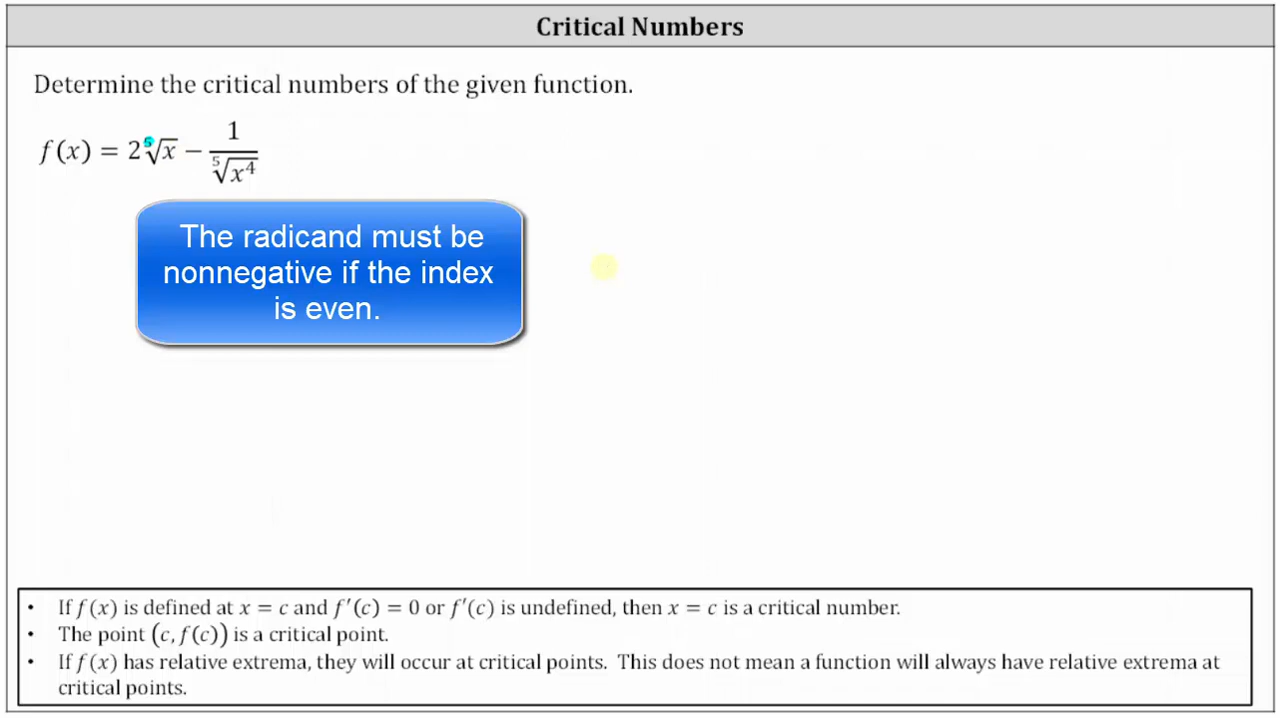 Critical Numbers
Determine the critical numbers of the given function.
f(x) = 2⁵√x − 1/⁵√x⁴
The radicand must be
nonnegative if the index
is even.
• If f(x) is defined at x = c and f′(c) = 0 or f′(c) is undefined, then x = c is a critical number.
• The point (c, f(c)) is a critical point.
• If f(x) has relative extrema, they will occur at critical points. This does not mean a function will always have relative extrema at
critical points.